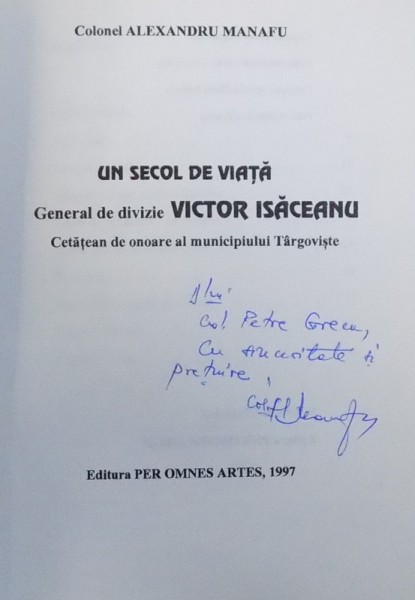 Colonel ALEXANDRU MANAFU
UN SECOL DE VIAȚĂ
General de divizie VICTOR ISĂCEANU
Cetățean de onoare al municipiului Târgoviște
Col. Petre Grecu,
Cu sinceritate și
prețuire,
Col.
Editura PER OMNES ARTES, 1997